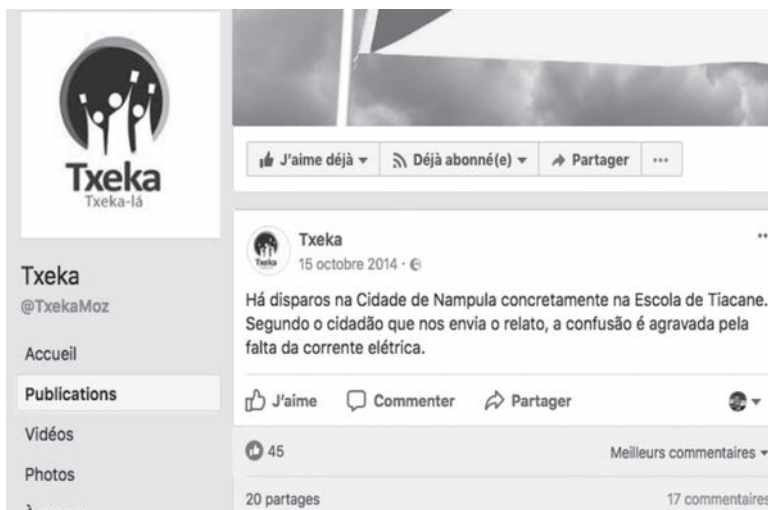 Txeka
Txeka-lá
Txeka
@TxekaMoz
Accueil
Publications
Vidéos
Photos
J'aime déjà
Déjà abonné(e)
Partager
Txeka
Txeka
15 octobre 2014
Há disparos na Cidade de Nampula concretamente na Escola de Tiacane.
Segundo o cidadão que nos envia o relato, a confusão é agravada pela
falta da corrente elétrica.
J'aime Commenter Partager
45 Meilleurs commentaires
20 partages 17 commentaires